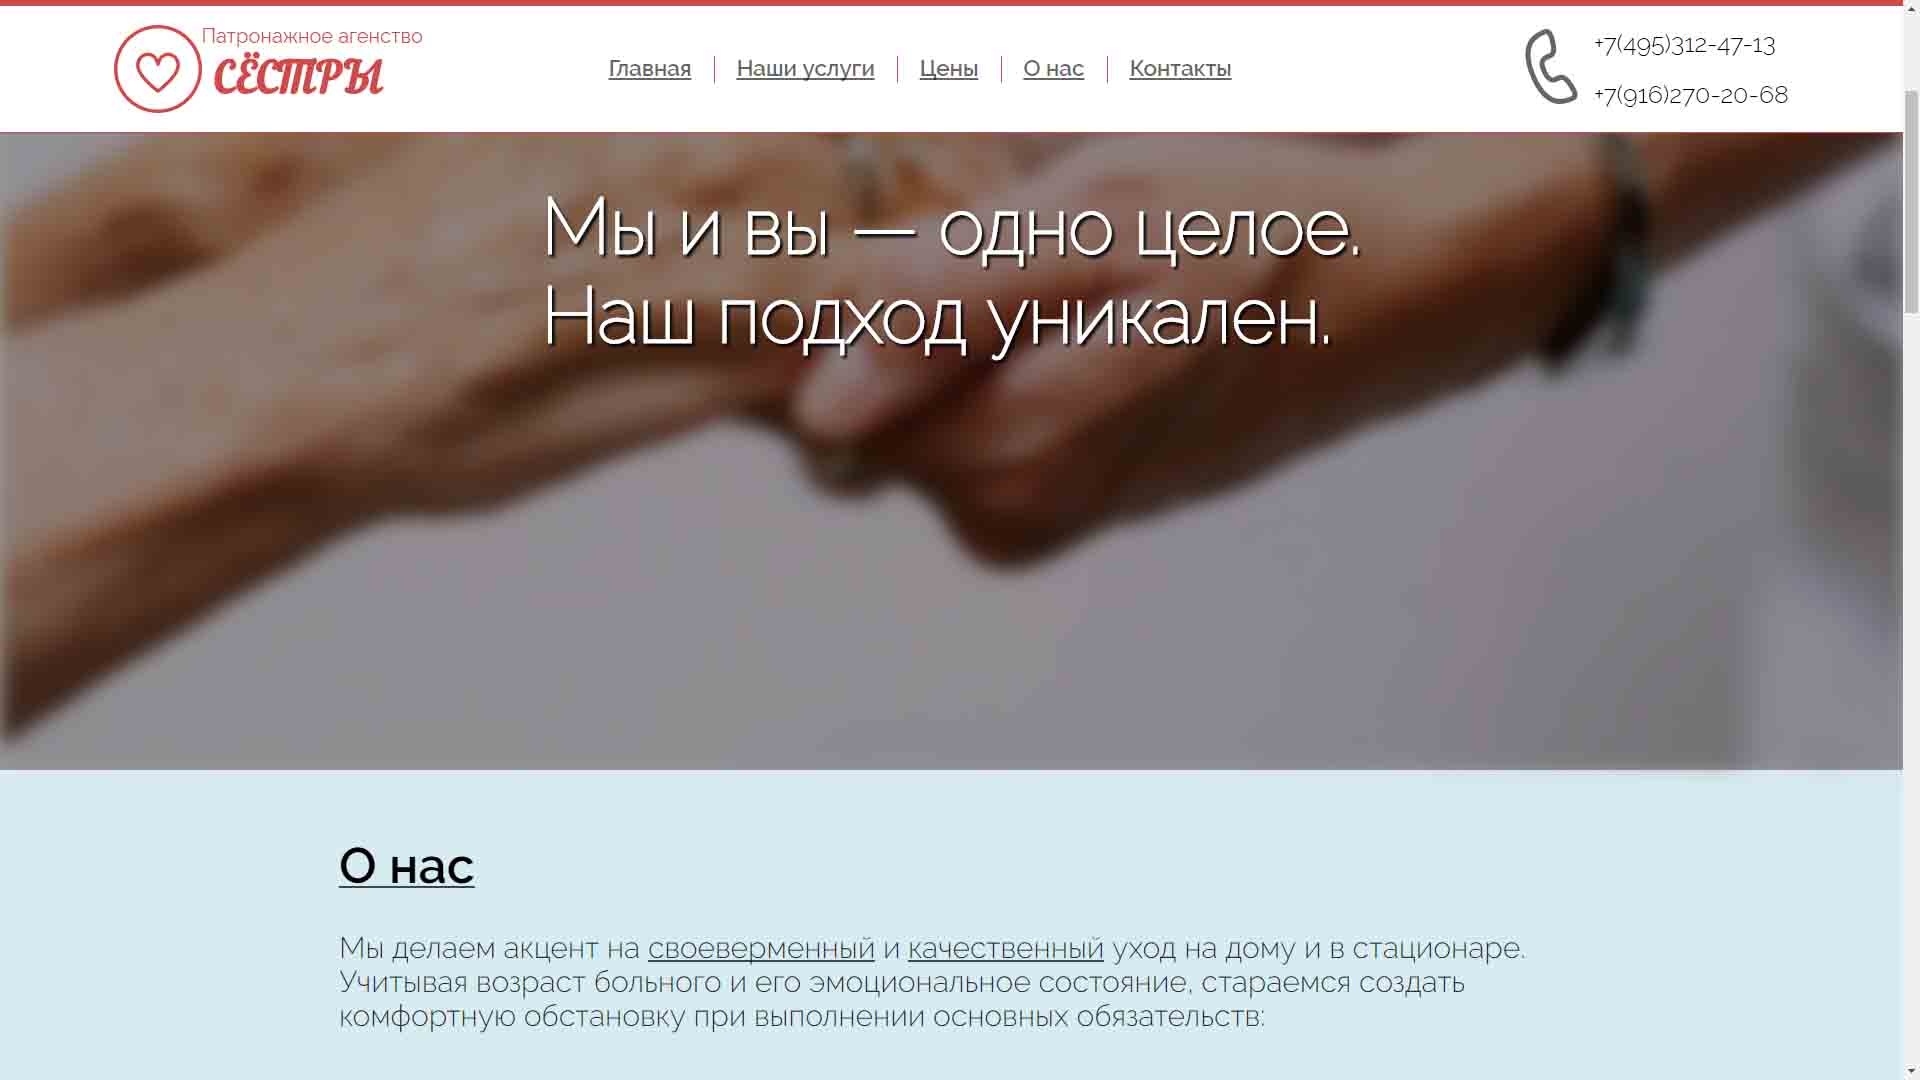 Патронажное агенство
СЁСТРЫ
Главная
Наши услуги
Цены
О нас
Контакты
+7(495)312-47-13
+7(916)270-20-68
Мы и вы — одно целое.
Наш подход уникален.
О нас
Мы делаем акцент на своеверменный и качественный уход на дому и в стационаре.
Учитывая возраст больного и его эмоциональное состояние, стараемся создать
комфортную обстановку при выполнении основных обязательств: